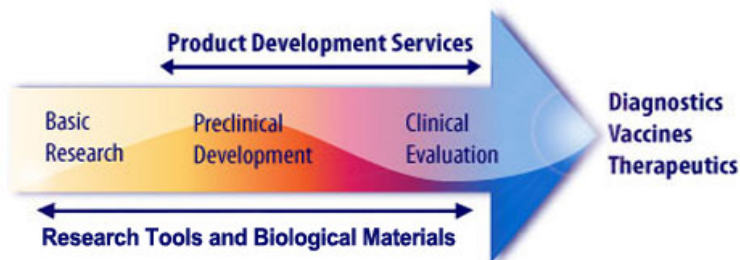 Product Development Services
Basic
Research
Preclinical
Development
Clinical
Evaluation
Diagnostics
Vaccines
Therapeutics
Research Tools and Biological Materials